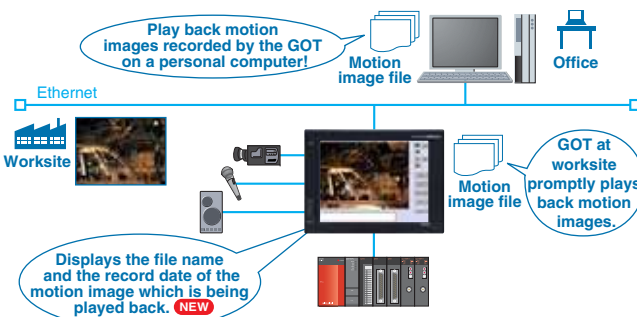 Play back motion
images recorded by the GOT
on a personal computer!
Motion
image file
Office
Ethernet
Worksite
Motion
image file
GOT at
worksite
promptly plays
back motion
images.
Displays the file name
and the record date of the
motion image which is being
played back. NEW